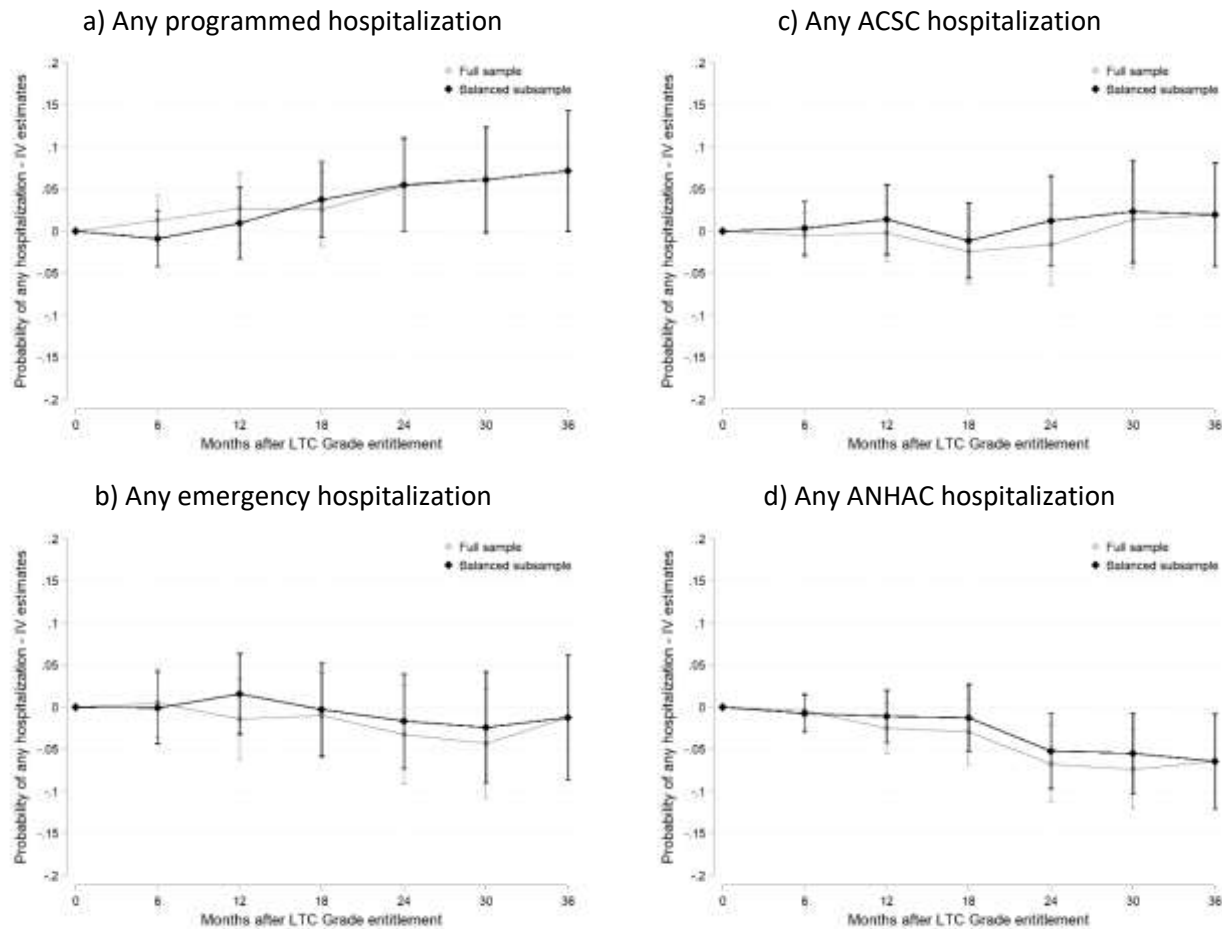 a) Any programmed hospitalization
Probability of any hospitalization - IV estimates
.2
.15
.1
.05
0
-.05
-.1
-.15
-.2
Full sample
Balanced subsample
0 6 12 18 24 30 36
Months after LTC Grade entitlement
c) Any ACSC hospitalization
Probability of any hospitalization - IV estimates
.2
.15
.1
.05
0
-.05
-.1
-.15
-.2
Full sample
Balanced subsample
0 6 12 18 24 30 36
Months after LTC Grade entitlement
b) Any emergency hospitalization
Probability of any hospitalization - IV estimates
.2
.15
.1
.05
0
-.05
-.1
-.15
-.2
Full sample
Balanced subsample
0 6 12 18 24 30 36
Months after LTC Grade entitlement
d) Any ANHAC hospitalization
Probability of any hospitalization - IV estimates
.2
.15
.1
.05
0
-.05
-.1
-.15
-.2
Full sample
Balanced subsample
0 6 12 18 24 30 36
Months after LTC Grade entitlement